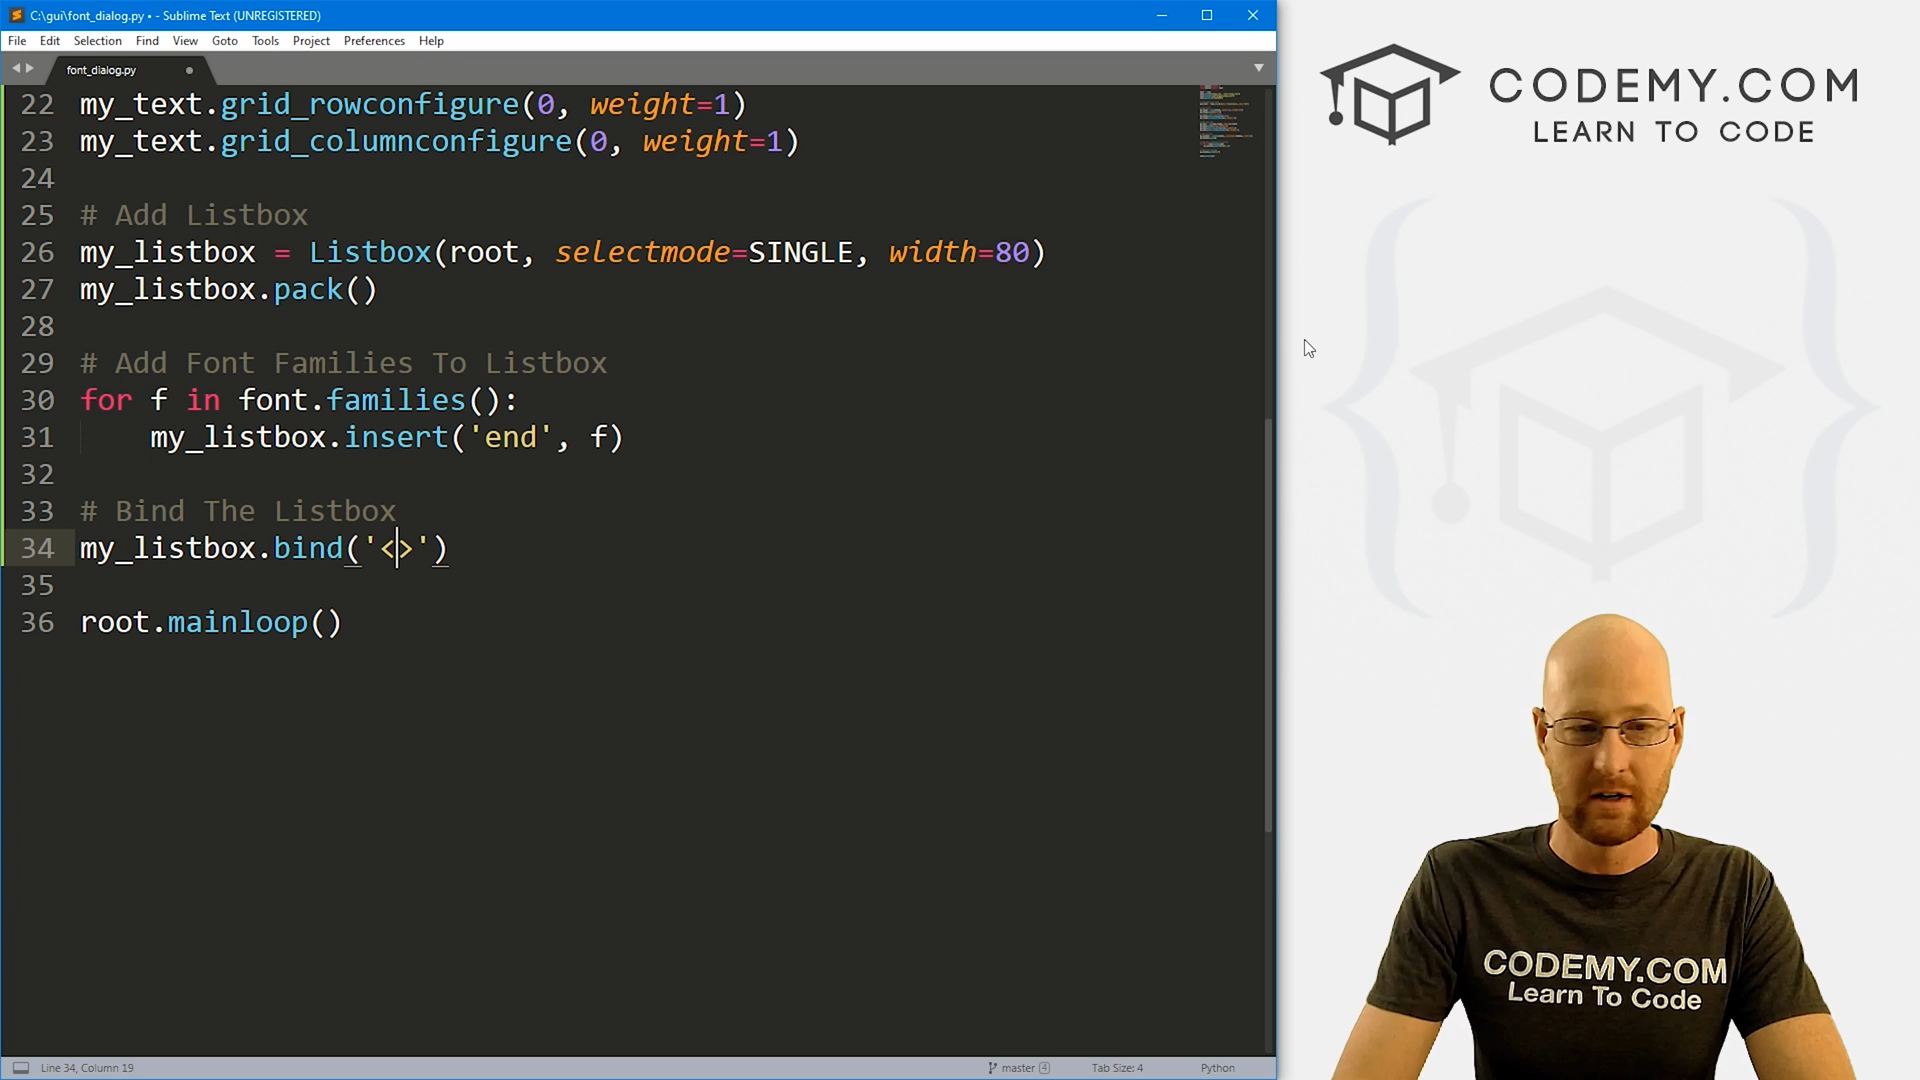 C:\gui\font_dialog.py • - Sublime Text (UNREGISTERED)
File Edit Selection Find View Goto Tools Project Preferences Help
font_dialog.py
22 my_text.grid_rowconfigure(0, weight=1)
23 my_text.grid_columnconfigure(0, weight=1)
24
25 # Add Listbox
26 my_listbox = Listbox(root, selectmode=SINGLE, width=80)
27 my_listbox.pack()
28
29 # Add Font Families To Listbox
30 for f in font.families():
31 my_listbox.insert('end', f)
32
33 # Bind The Listbox
34 my_listbox.bind('<>')
35
36 root.mainloop()
Line 34, Column 19
master 4
Tab Size: 4
Python
CODEMY.COM
LEARN TO CODE
CODEMY.COM
Learn To Code